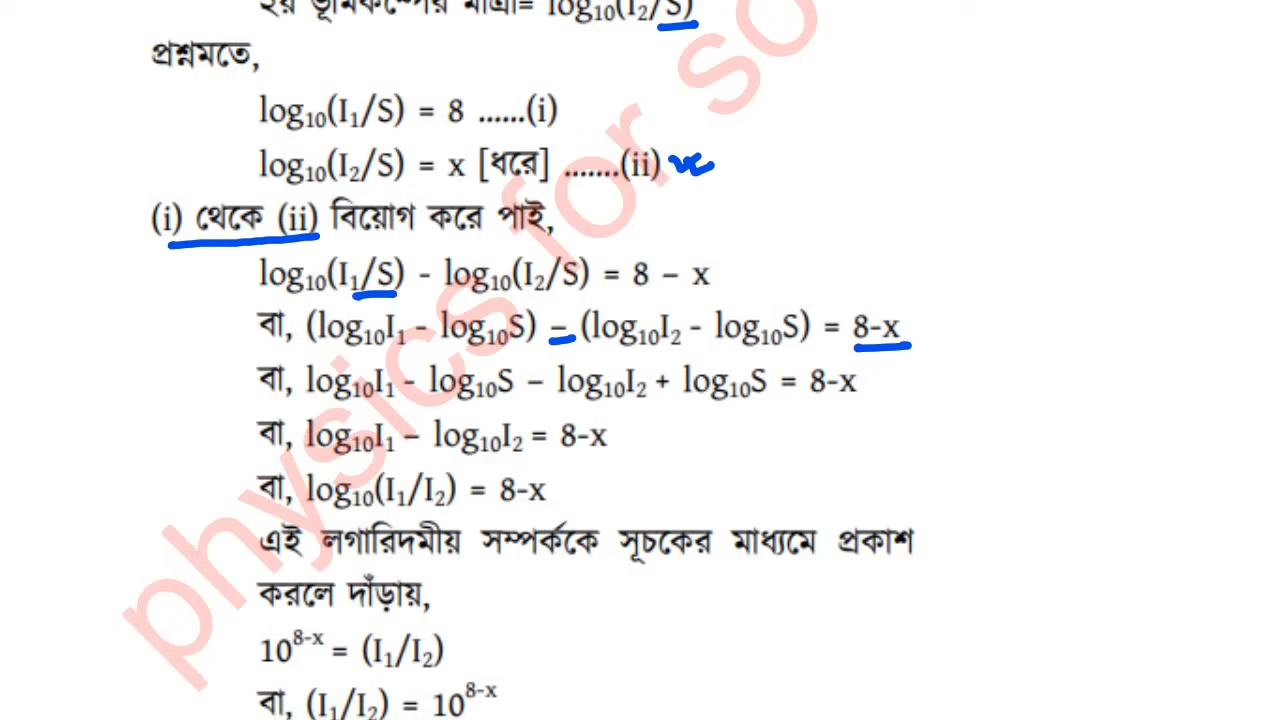 ২য় ভূমিকম্পের মাত্রা= log₁₀(I₂/S)
প্রশ্নমতে,
log₁₀(I₁/S) = 8 ......(i)
log₁₀(I₂/S) = x [ধরে] .......(ii)
(i) থেকে (ii) বিয়োগ করে পাই,
log₁₀(I₁/S) - log₁₀(I₂/S) = 8 – x
বা, (log₁₀I₁ - log₁₀S) – (log₁₀I₂ - log₁₀S) = 8-x
বা, log₁₀I₁ - log₁₀S – log₁₀I₂ + log₁₀S = 8-x
বা, log₁₀I₁ – log₁₀I₂ = 8-x
বা, log₁₀(I₁/I₂) = 8-x
এই লগারিদমীয় সম্পর্ককে সূচকের মাধ্যমে প্রকাশ
করলে দাঁড়ায়,
10⁸⁻ˣ = (I₁/I₂)
বা, (I₁/I₂) = 10⁸⁻ˣ
physics for so